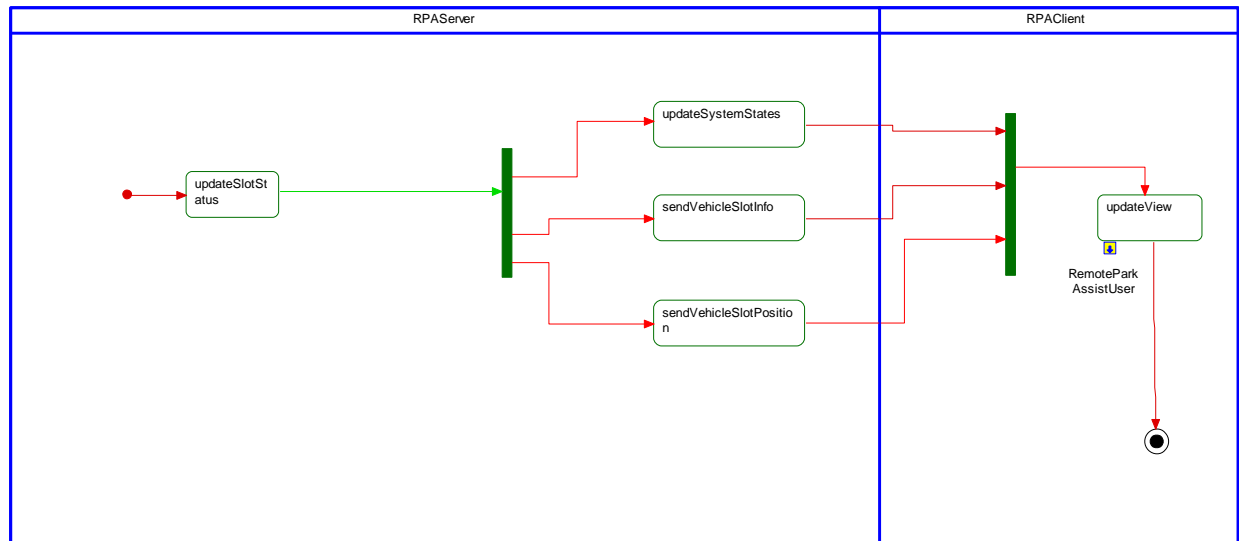 RPAServer
RPAClient
updateSystemStates
updateSlotSt
atus
sendVehicleSlotInfo
updateView
RemotePark
AssistUser
sendVehicleSlotPositio
n